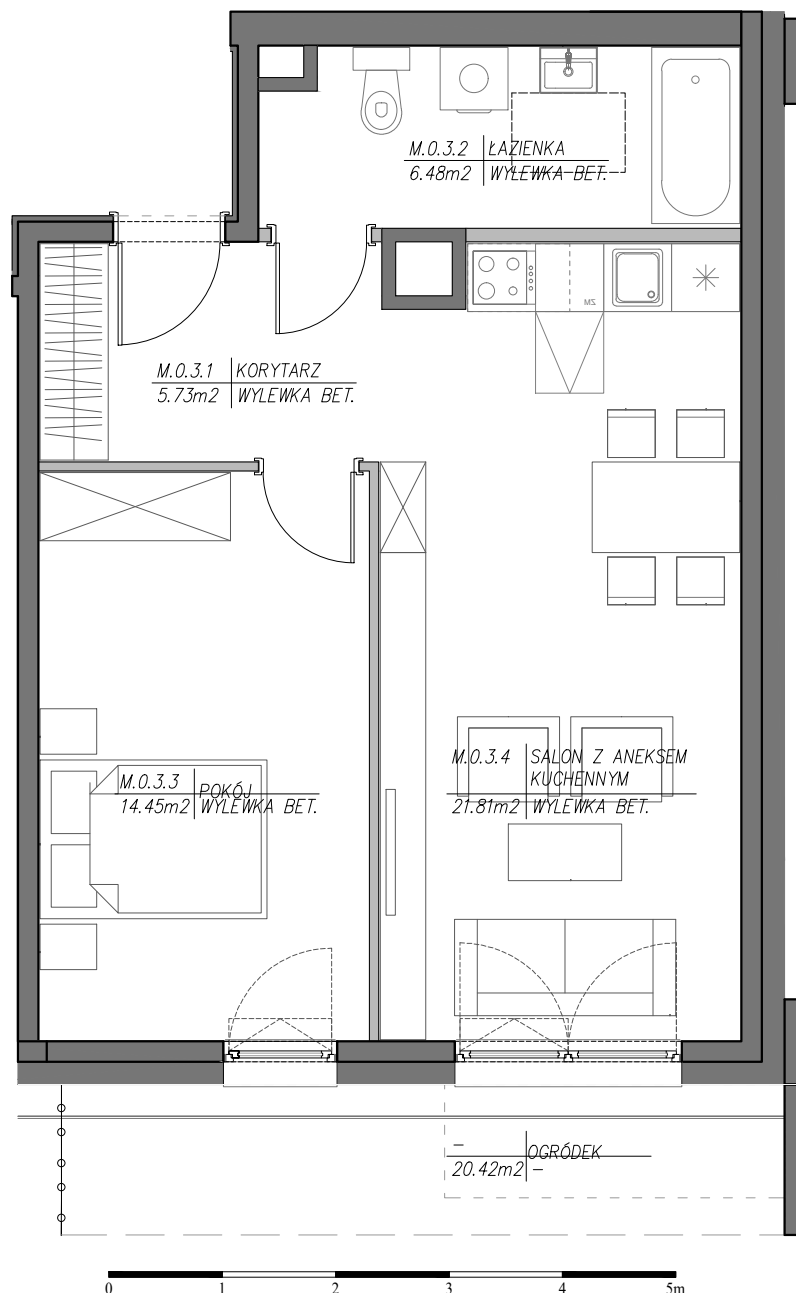 M.0.3.2 ŁAZIENKA
6.48m2 WYLEWKA BET.
MZ
M.0.3.1 KORYTARZ
5.73m2 WYLEWKA BET.
M.0.3.4 SALON Z ANEKSEM
KUCHENNYM
21.81m2 WYLEWKA BET.
M.0.3.3 POKÓJ
14.45m2 WYLEWKA BET.
– OGRÓDEK
20.42m2 –
0 1 2 3 4 5m